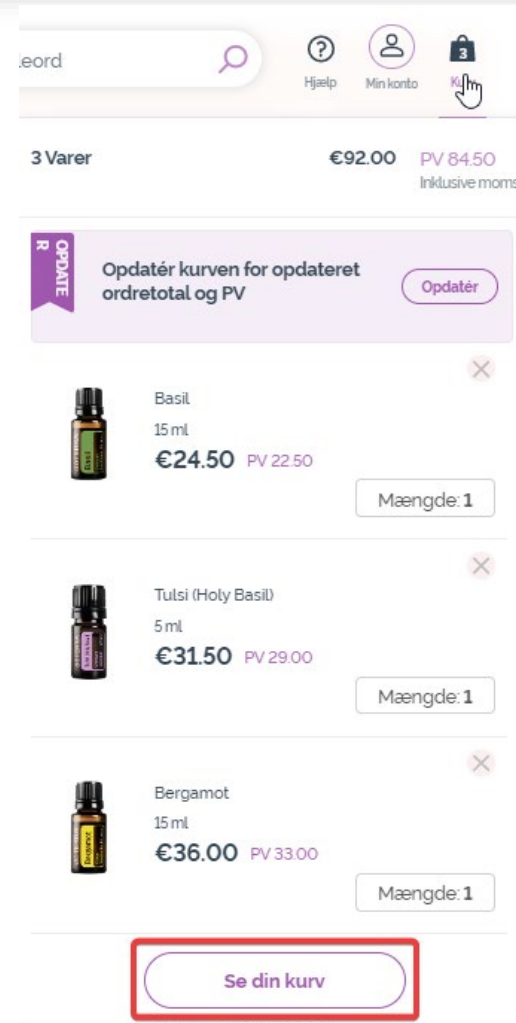 .eord
Hjælp
Min konto
3
3 Varer
€92.00
PV 84.50
Inklusive moms
OPDATE
R
Opdatér kurven for opdateret
ordretotal og PV
Opdatér
Basil
15 ml
€24.50 PV 22.50
Mængde: 1
Tulsi (Holy Basil)
5 ml
€31.50 PV 29.00
Mængde: 1
Bergamot
15 ml
€36.00 PV 33.00
Mængde: 1
Se din kurv